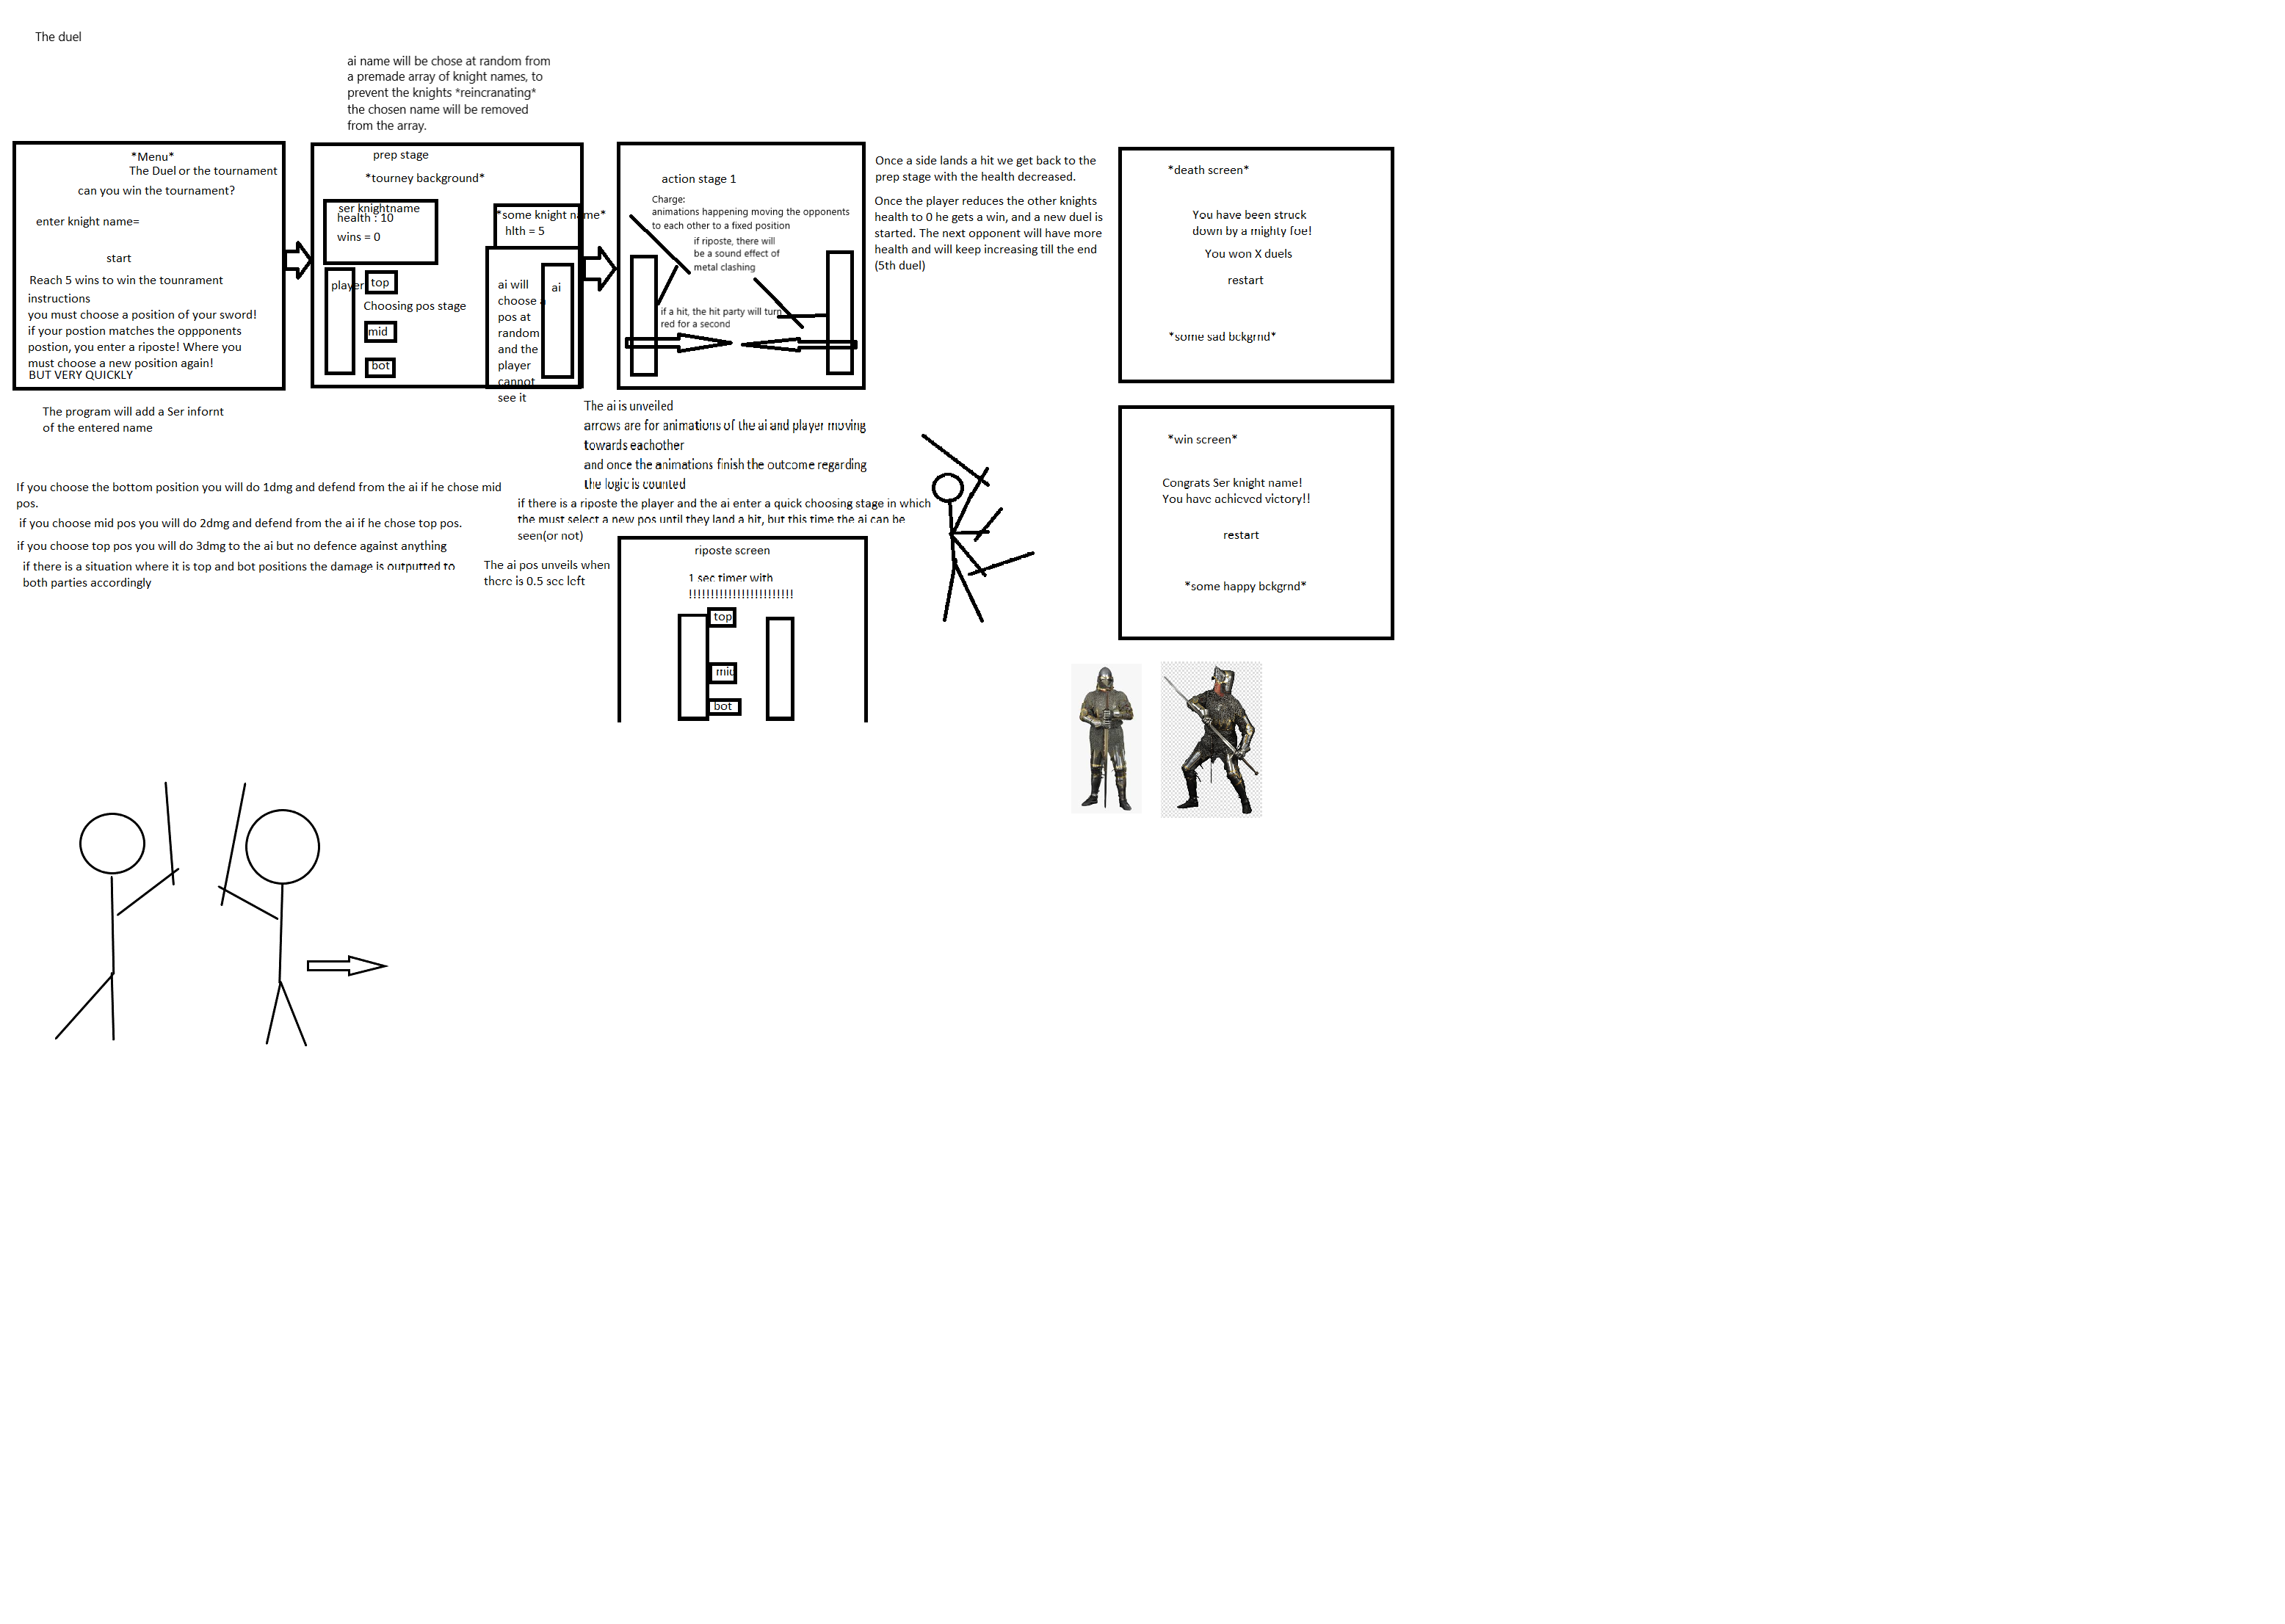 The duel
ai name will be chose at random from
a premade array of knight names, to
prevent the knights *reincranating*
the chosen name will be removed
from the array.
*Menu*
The Duel or the tournament
can you win the tournament?
enter knight name=
start
Reach 5 wins to win the tounrament
instructions
you must choose a position of your sword!
if your postion matches the oppponents
postion, you enter a riposte! Where you
must choose a new position again!
BUT VERY QUICKLY
The program will add a Ser infornt
of the entered name
prep stage
*tourney background*
ser knightname
health : 10
wins = 0
*some knight name*
hlth = 5
player
top
Choosing pos stage
mid
bot
ai will
choose a
pos at
random
and the
player
cannot
see it
ai
action stage 1
Charge:
animations happening moving the opponents
to each other to a fixed position
if riposte, there will
be a sound effect of
metal clashing
if a hit, the hit party will turn
red for a second
Once a side lands a hit we get back to the
prep stage with the health decreased.
Once the player reduces the other knights
health to 0 he gets a win, and a new duel is
started. The next opponent will have more
health and will keep increasing till the end
(5th duel)
*death screen*
You have been struck
down by a mighty foe!
You won X duels
restart
*some sad bckgrnd*
The ai is unveiled
arrows are for animations of the ai and player moving
towards eachother
and once the animations finish the outcome regarding
the logic is counted
*win screen*
Congrats Ser knight name!
You have achieved victory!!
restart
*some happy bckgrnd*
If you choose the bottom position you will do 1dmg and defend from the ai if he chose mid
pos.
if you choose mid pos you will do 2dmg and defend from the ai if he chose top pos.
if you choose top pos you will do 3dmg to the ai but no defence against anything
if there is a situation where it is top and bot positions the damage is outputted to
both parties accordingly
if there is a riposte the player and the ai enter a quick choosing stage in which
the must select a new pos until they land a hit, but this time the ai can be
seen(or not)
The ai pos unveils when
there is 0.5 sec left
riposte screen
1 sec timer with
!!!!!!!!!!!!!!!!!!!!!!!!
top
mid
bot